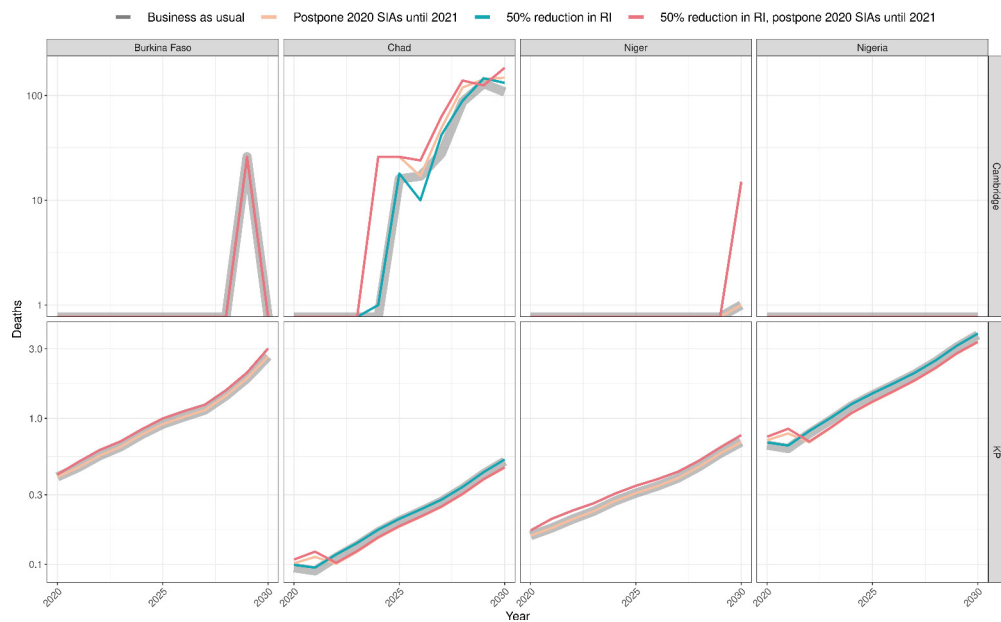 Business as usual Postpone 2020 SIAs until 2021 50% reduction in RI 50% reduction in RI, postpone 2020 SIAs until 2021
Burkina Faso Chad Niger Nigeria
100
10
1
Cambridge
Deaths
3.0
1.0
0.3
0.1
KP
2020 2025 2030 2020 2025 2030 2020 2025 2030 2020 2025 2030
Year